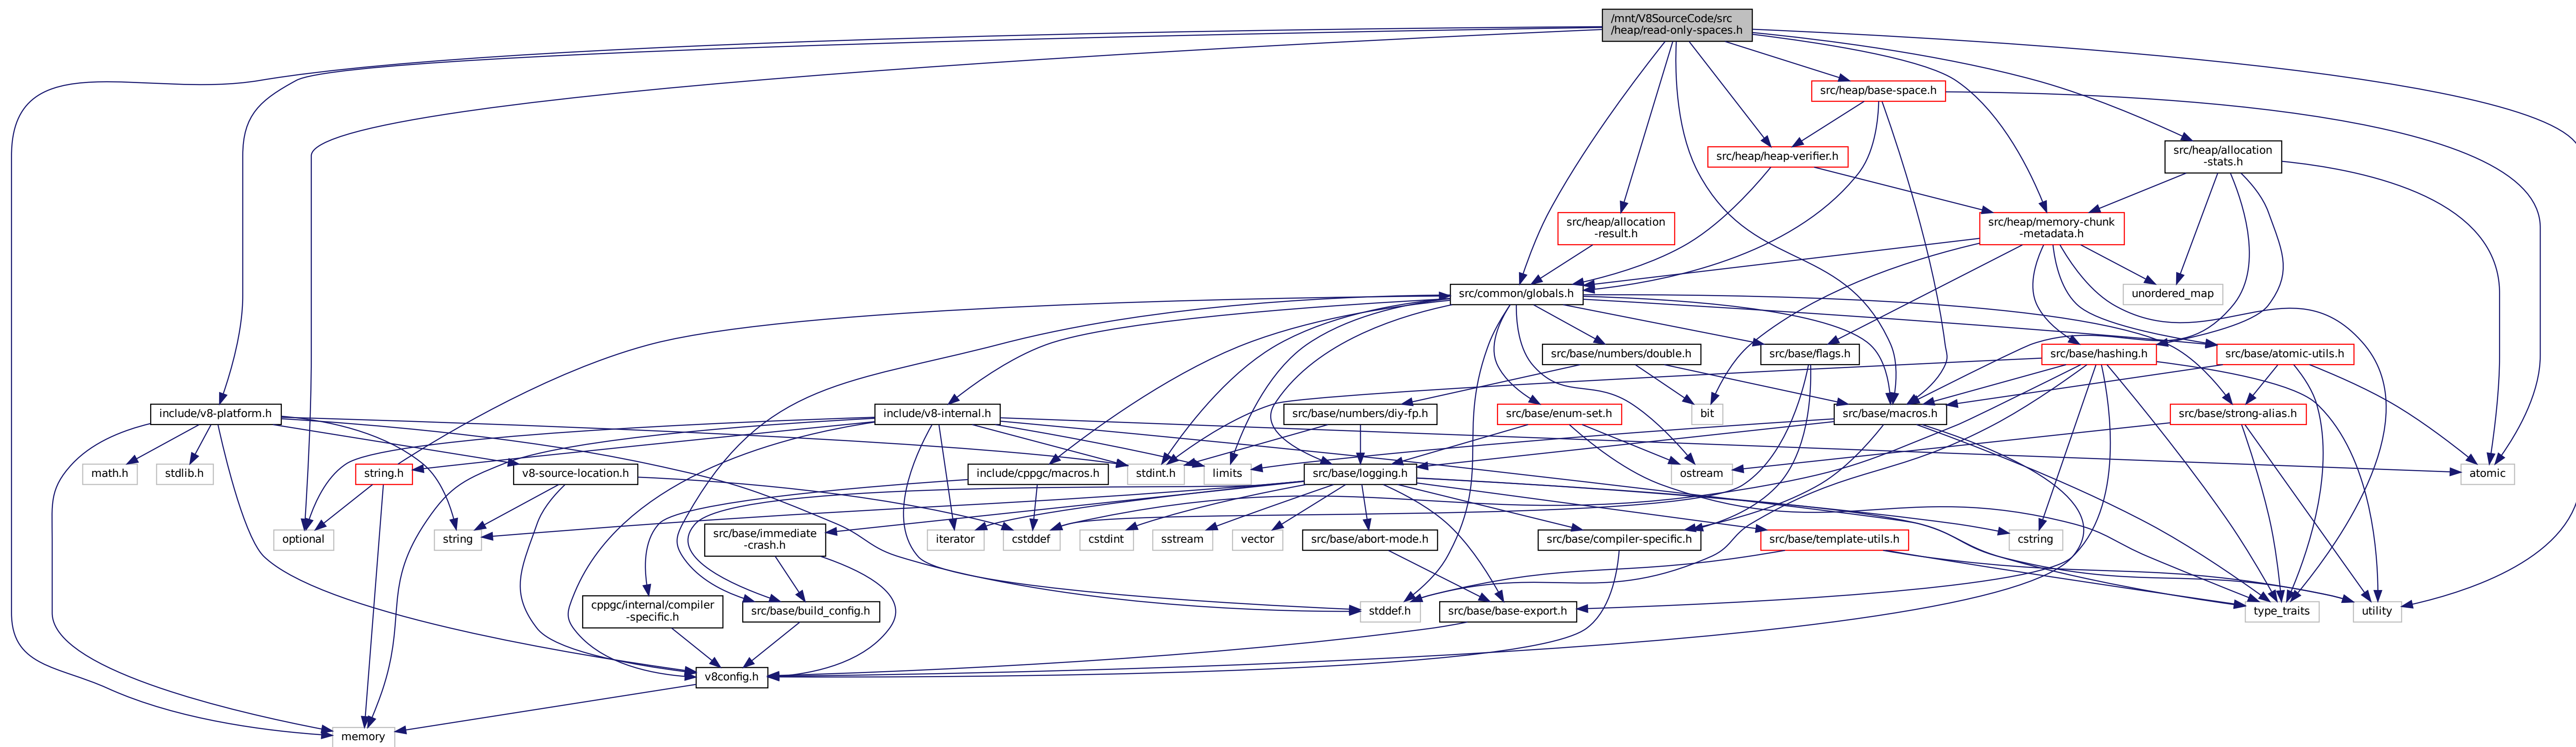 /mnt/V8SourceCode/src
/heap/read-only-spaces.h
src/heap/base-space.h
src/heap/heap-verifier.h
src/heap/allocation
-stats.h
src/heap/allocation
-result.h
src/heap/memory-chunk
-metadata.h
src/common/globals.h
unordered_map
src/base/numbers/double.h
src/base/flags.h
src/base/hashing.h
src/base/atomic-utils.h
include/v8-platform.h
include/v8-internal.h
src/base/numbers/diy-fp.h
bit
src/base/enum-set.h
src/base/macros.h
src/base/strong-alias.h
math.h
stdlib.h
string.h
v8-source-location.h
include/cppgc/macros.h
stdint.h
limits
src/base/logging.h
ostream
atomic
optional
string
src/base/immediate
-crash.h
iterator
cstddef
cstdint
sstream
vector
src/base/abort-mode.h
src/base/compiler-specific.h
src/base/template-utils.h
cstring
cppgc/internal/compiler
-specific.h
src/base/build_config.h
stddef.h
src/base/base-export.h
type_traits
utility
v8config.h
memory